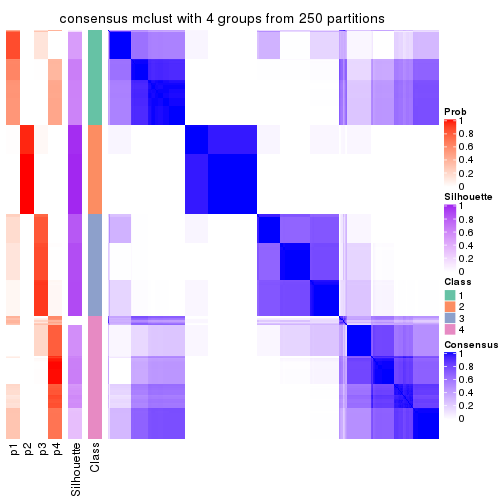 consensus mclust with 4 groups from 250 partitions
Prob
1
0.8
0.6
0.4
0.2
0
Silhouette
1
0.8
0.6
0.4
0.2
0
Class
1
2
3
4
Consensus
1
0.8
0.6
0.4
0.2
0
p1
p2
p3
p4
Silhouette
Class